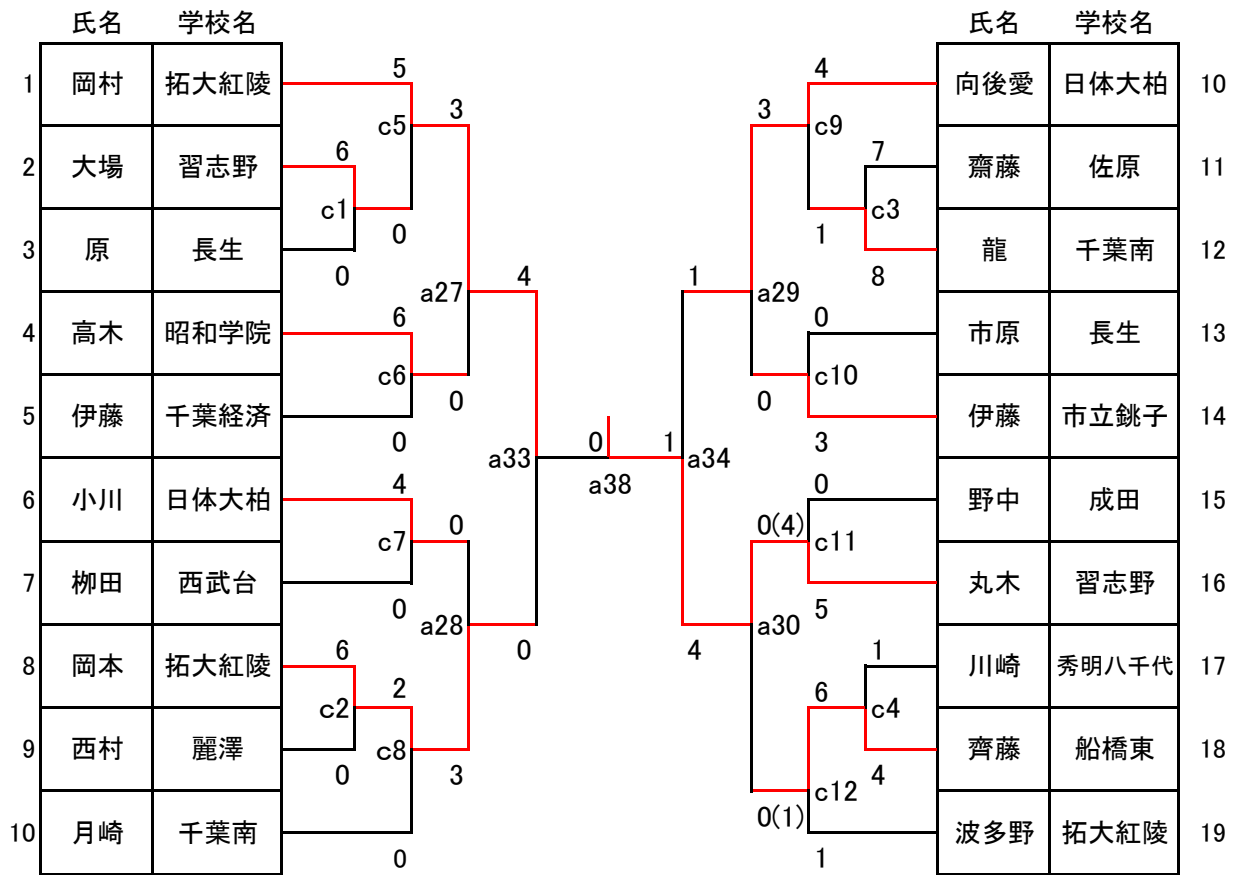 氏名 学校名 氏名 学校名
1 岡村 拓大紅陵 5 4 向後愛 日体大柏 10
3 3
c5 c9
2 大場 習志野 6 7 齋藤 佐原 11
c1 c3
0 1
3 原 長生 0 8 龍 千葉南 12
4 1
a27 a29
4 高木 昭和学院 6 0 市原 長生 13
c6 c10
0 0
5 伊藤 千葉経済 0 3 伊藤 市立銚子 14
0 1
a33 a38 a34
6 小川 日体大柏 4 0 野中 成田 15
0 0(4)
c7 c11
7 栁田 西武台 0 5 丸木 習志野 16
a28 a30
0 4
8 岡本 拓大紅陵 6 1 川崎 秀明八千代 17
2 6
c2 c4
9 西村 麗澤 0 4 齊藤 船橋東 18
c8 c12
3 0(1)
10 月崎 千葉南 0 1 波多野 拓大紅陵 19